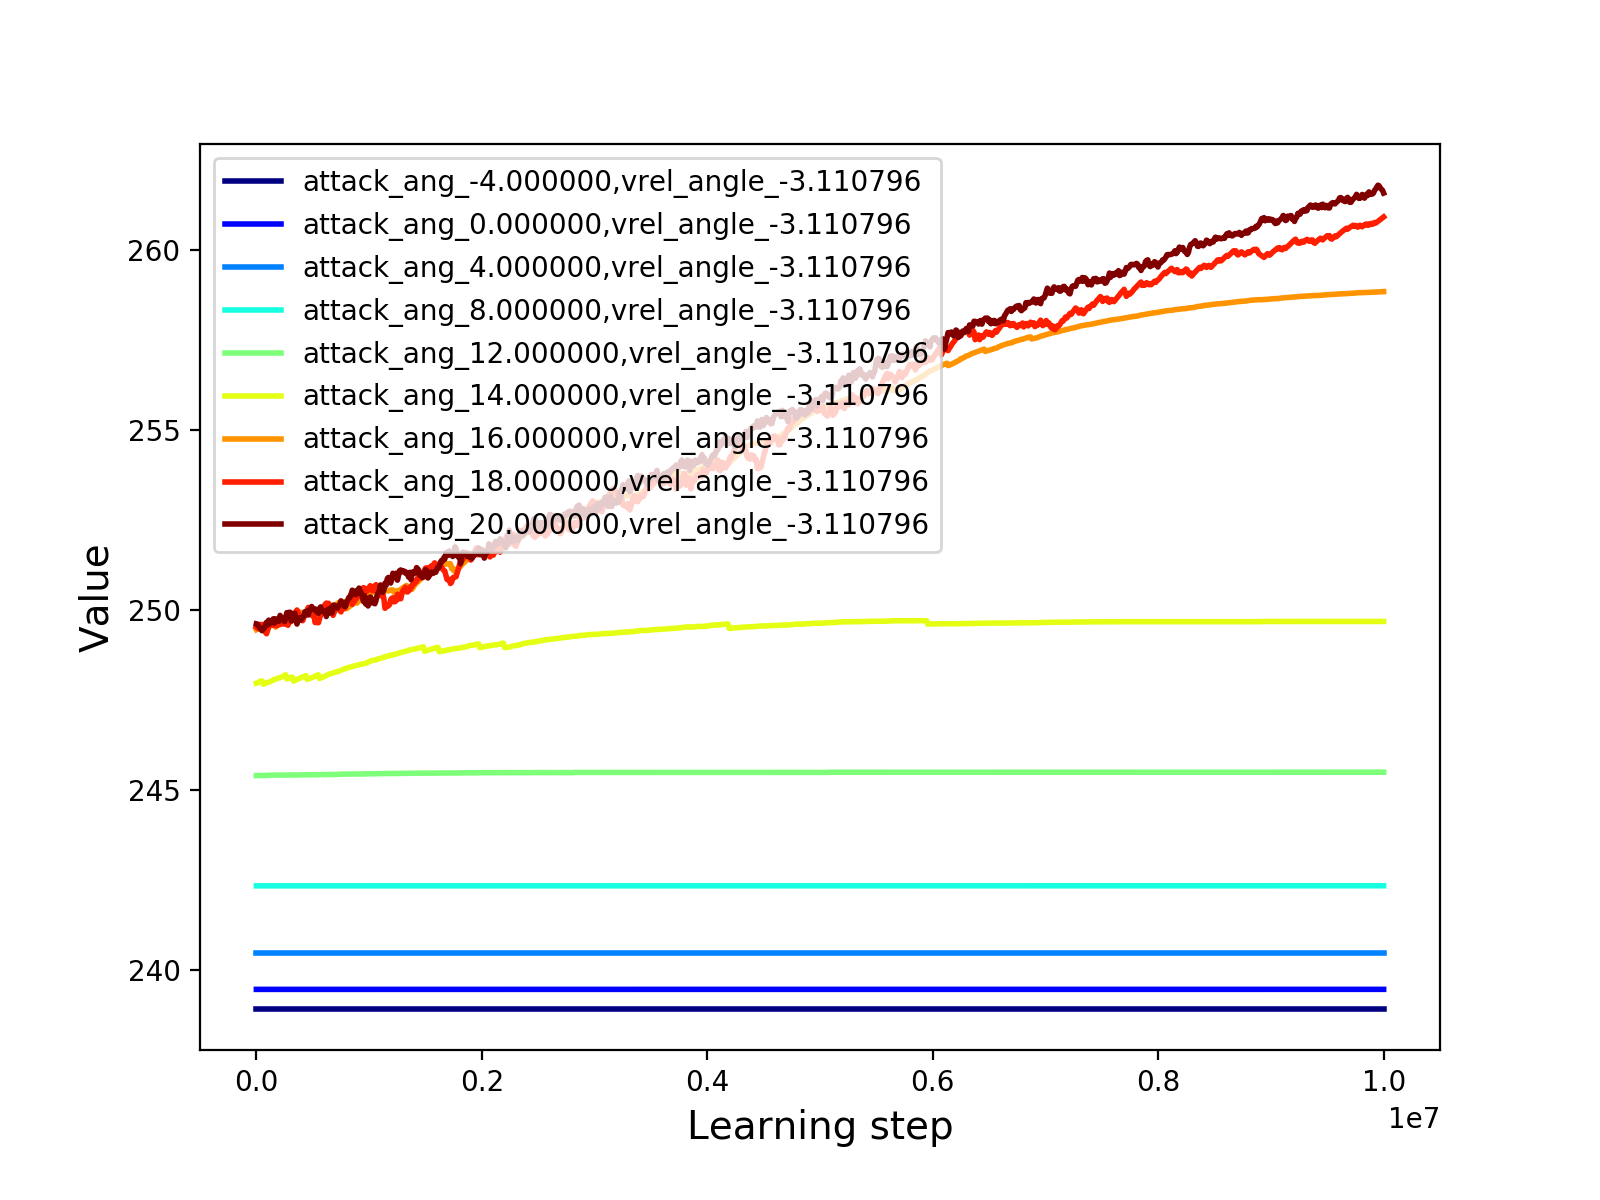 attack_ang_-4.000000,vrel_angle_-3.110796
attack_ang_0.000000,vrel_angle_-3.110796
attack_ang_4.000000,vrel_angle_-3.110796
attack_ang_8.000000,vrel_angle_-3.110796
attack_ang_12.000000,vrel_angle_-3.110796
attack_ang_14.000000,vrel_angle_-3.110796
attack_ang_16.000000,vrel_angle_-3.110796
attack_ang_18.000000,vrel_angle_-3.110796
attack_ang_20.000000,vrel_angle_-3.110796
260
255
250
245
240
Value
0.0 0.2 0.4 0.6 0.8 1.0
1e7
Learning step